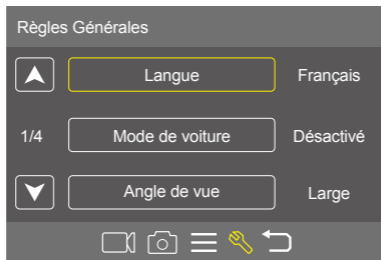 Règles Générales
Langue Français
1/4 Mode de voiture Désactivé
Angle de vue Large